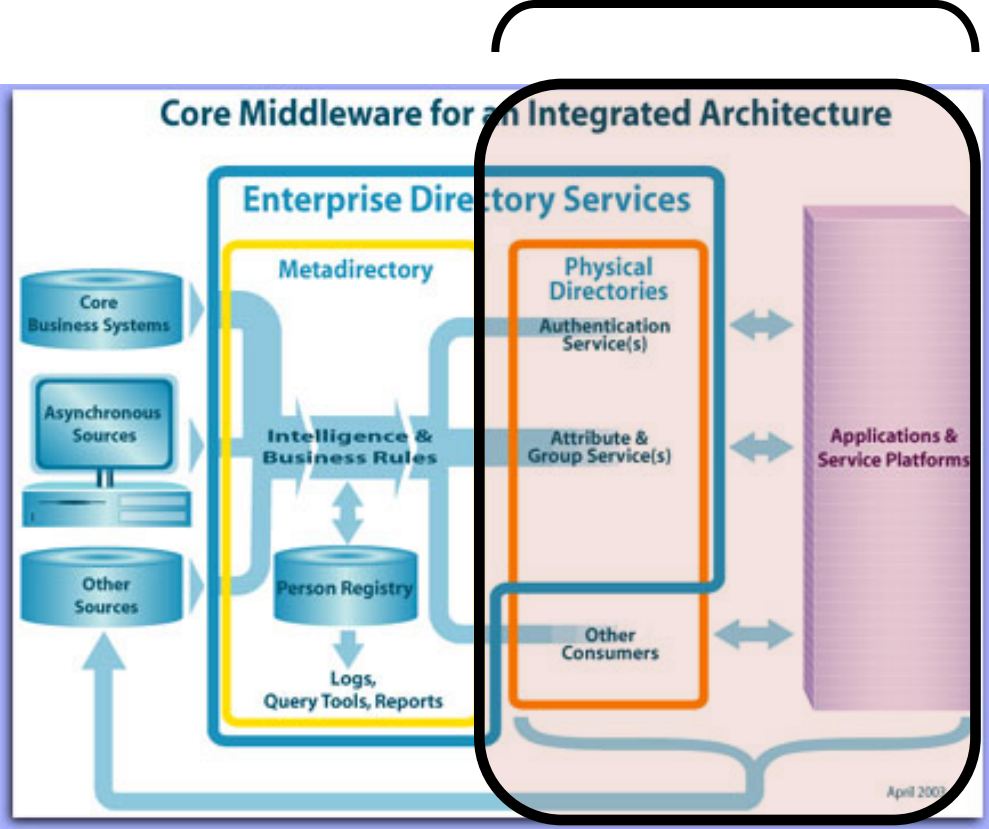 Core Middleware for an Integrated Architecture
Enterprise Directory Services
Metadirectory
Physical
Directories
Core
Business Systems
Authentication
Service(s)
Asynchronous
Sources
Intelligence &
Business Rules
Attribute &
Group Service(s)
Applications &
Service Platforms
Other
Sources
Person Registry
Other
Consumers
Logs,
Query Tools, Reports
April 2003